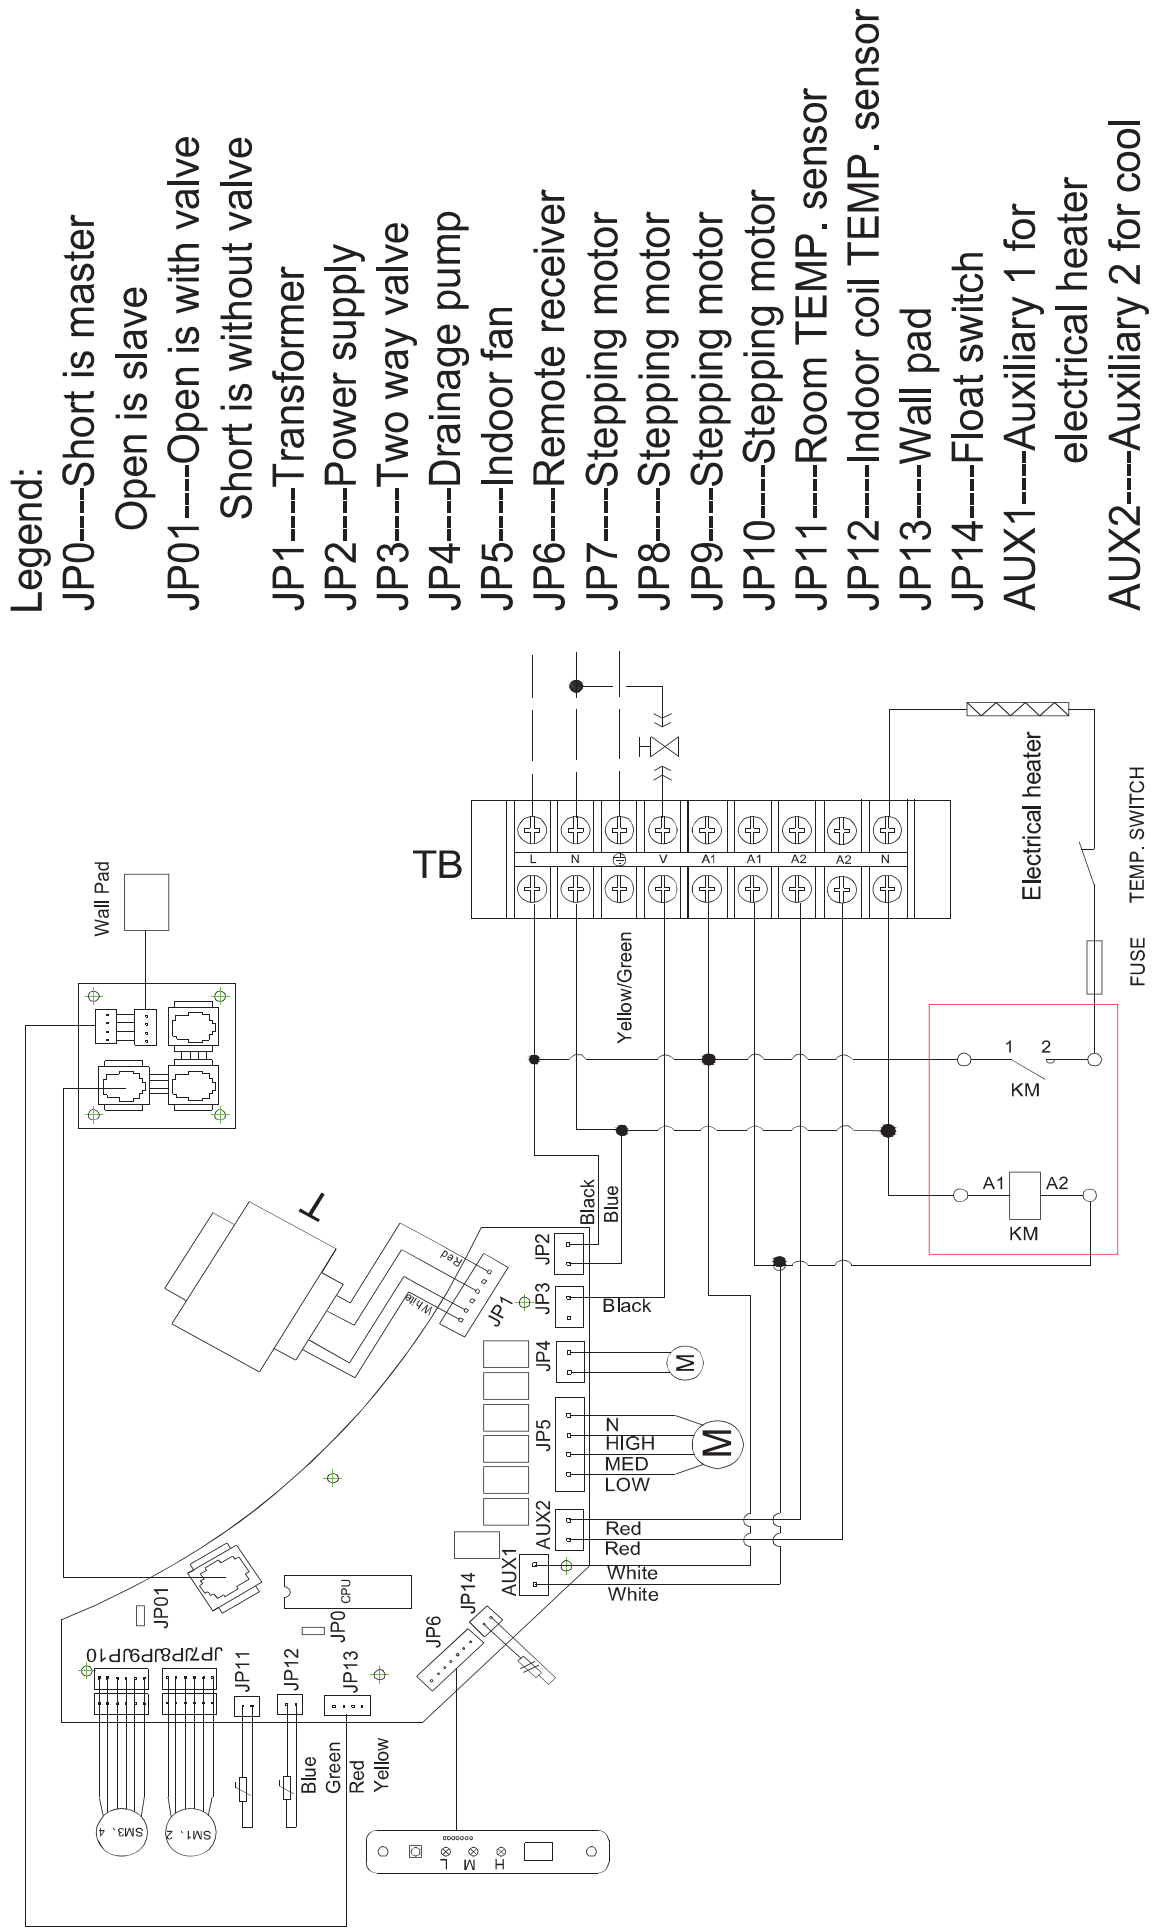 Legend:
JP0----Short is master
Open is slave
JP01-----Open is with valve
Short is without valve
JP1-----Transformer
JP2-----Power supply
JP3----Two way valve
JP4-----Drainage pump
JP5-----Indoor fan
JP6-----Remote receiver
JP7-----Stepping motor
JP8-----Stepping motor
JP9----Stepping motor
JP10-----Stepping motor
JP11-----Room TEMP. sensor
JP12-----Indoor coil TEMP. sensor
JP13-----Wall pad
JP14-----Float switch
AUX1----Auxiliary 1 for
electrical heater
AUX2----Auxiliary 2 for cool
Wall Pad
TB
L
N
V
A1
A1
A2
A2
N
Electrical heater
TEMP. SWITCH
FUSE
Yellow/Green
1
2
KM
A1
A2
KM
T
Red
White
JP1
JP2
Black
Blue
JP3
Black
JP4
M
JP5
N
HIGH
MED
LOW
M
AUX2
Red
Red
AUX1
White
White
JP14
JP6
JP01
CPU
JP0
JP9JP10
JP7JP8
JP11
JP12
JP13
Blue
Green
Red
Yellow
SM3、4
SM1、2
L
M
H